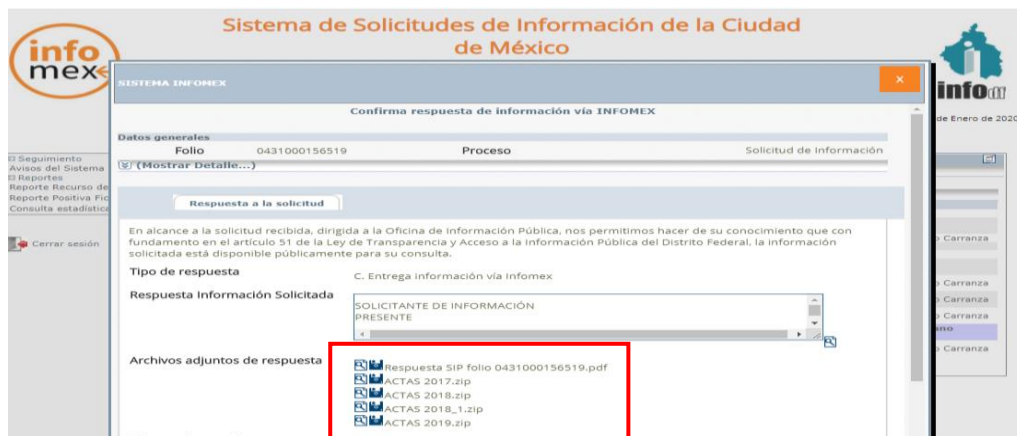 Sistema de Solicitudes de Información de la Ciudad
de México
info
mex
info
de Enero de 2020
SISTEMA INFOMEX
×
Confirma respuesta de información vía INFOMEX
Datos generales
Folio 0431000156519 Proceso Solicitud de Información
(Mostrar Detalle...)
Seguimiento
Avisos del Sistema
Reportes
Reporte Recurso de
Reporte Positiva Fic
Consulta estadística
Cerrar sesión
Respuesta a la solicitud
En alcance a la solicitud recibida, dirigida a la Oficina de Información Pública, nos permitimos hacer de su conocimiento que con
fundamento en el artículo 51 de la Ley de Transparencia y Acceso a la Información Pública del Distrito Federal, la información
solicitada está disponible públicamente para su consulta.
Tipo de respuesta C. Entrega información vía Infomex
Respuesta Información Solicitada
SOLICITANTE DE INFORMACIÓN
PRESENTE
Archivos adjuntos de respuesta
Respuesta SIP folio 0431000156519.pdf
ACTAS 2017.zip
ACTAS 2018.zip
ACTAS 2018_1.zip
ACTAS 2019.zip
Carranza
Carranza
Carranza
Carranza
ano
Carranza